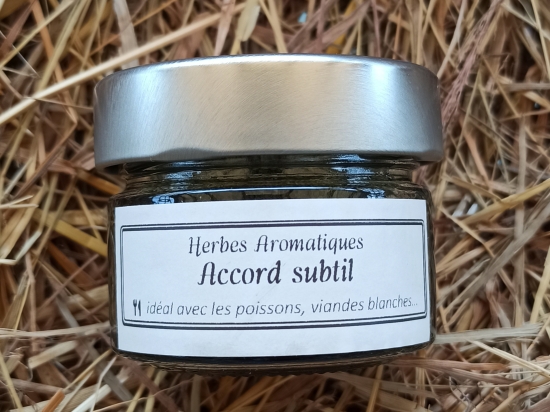 Herbes Aromatiques
Accord subtil
idéal avec les poissons, viandes blanches...